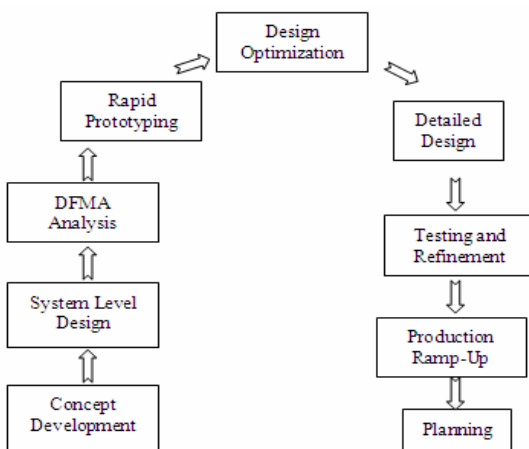 Design
Optimization
Rapid
Prototyping
Detailed
Design
DFMA
Analysis
Testing and
Refinement
System Level
Design
Production
Ramp-Up
Concept
Development
Planning